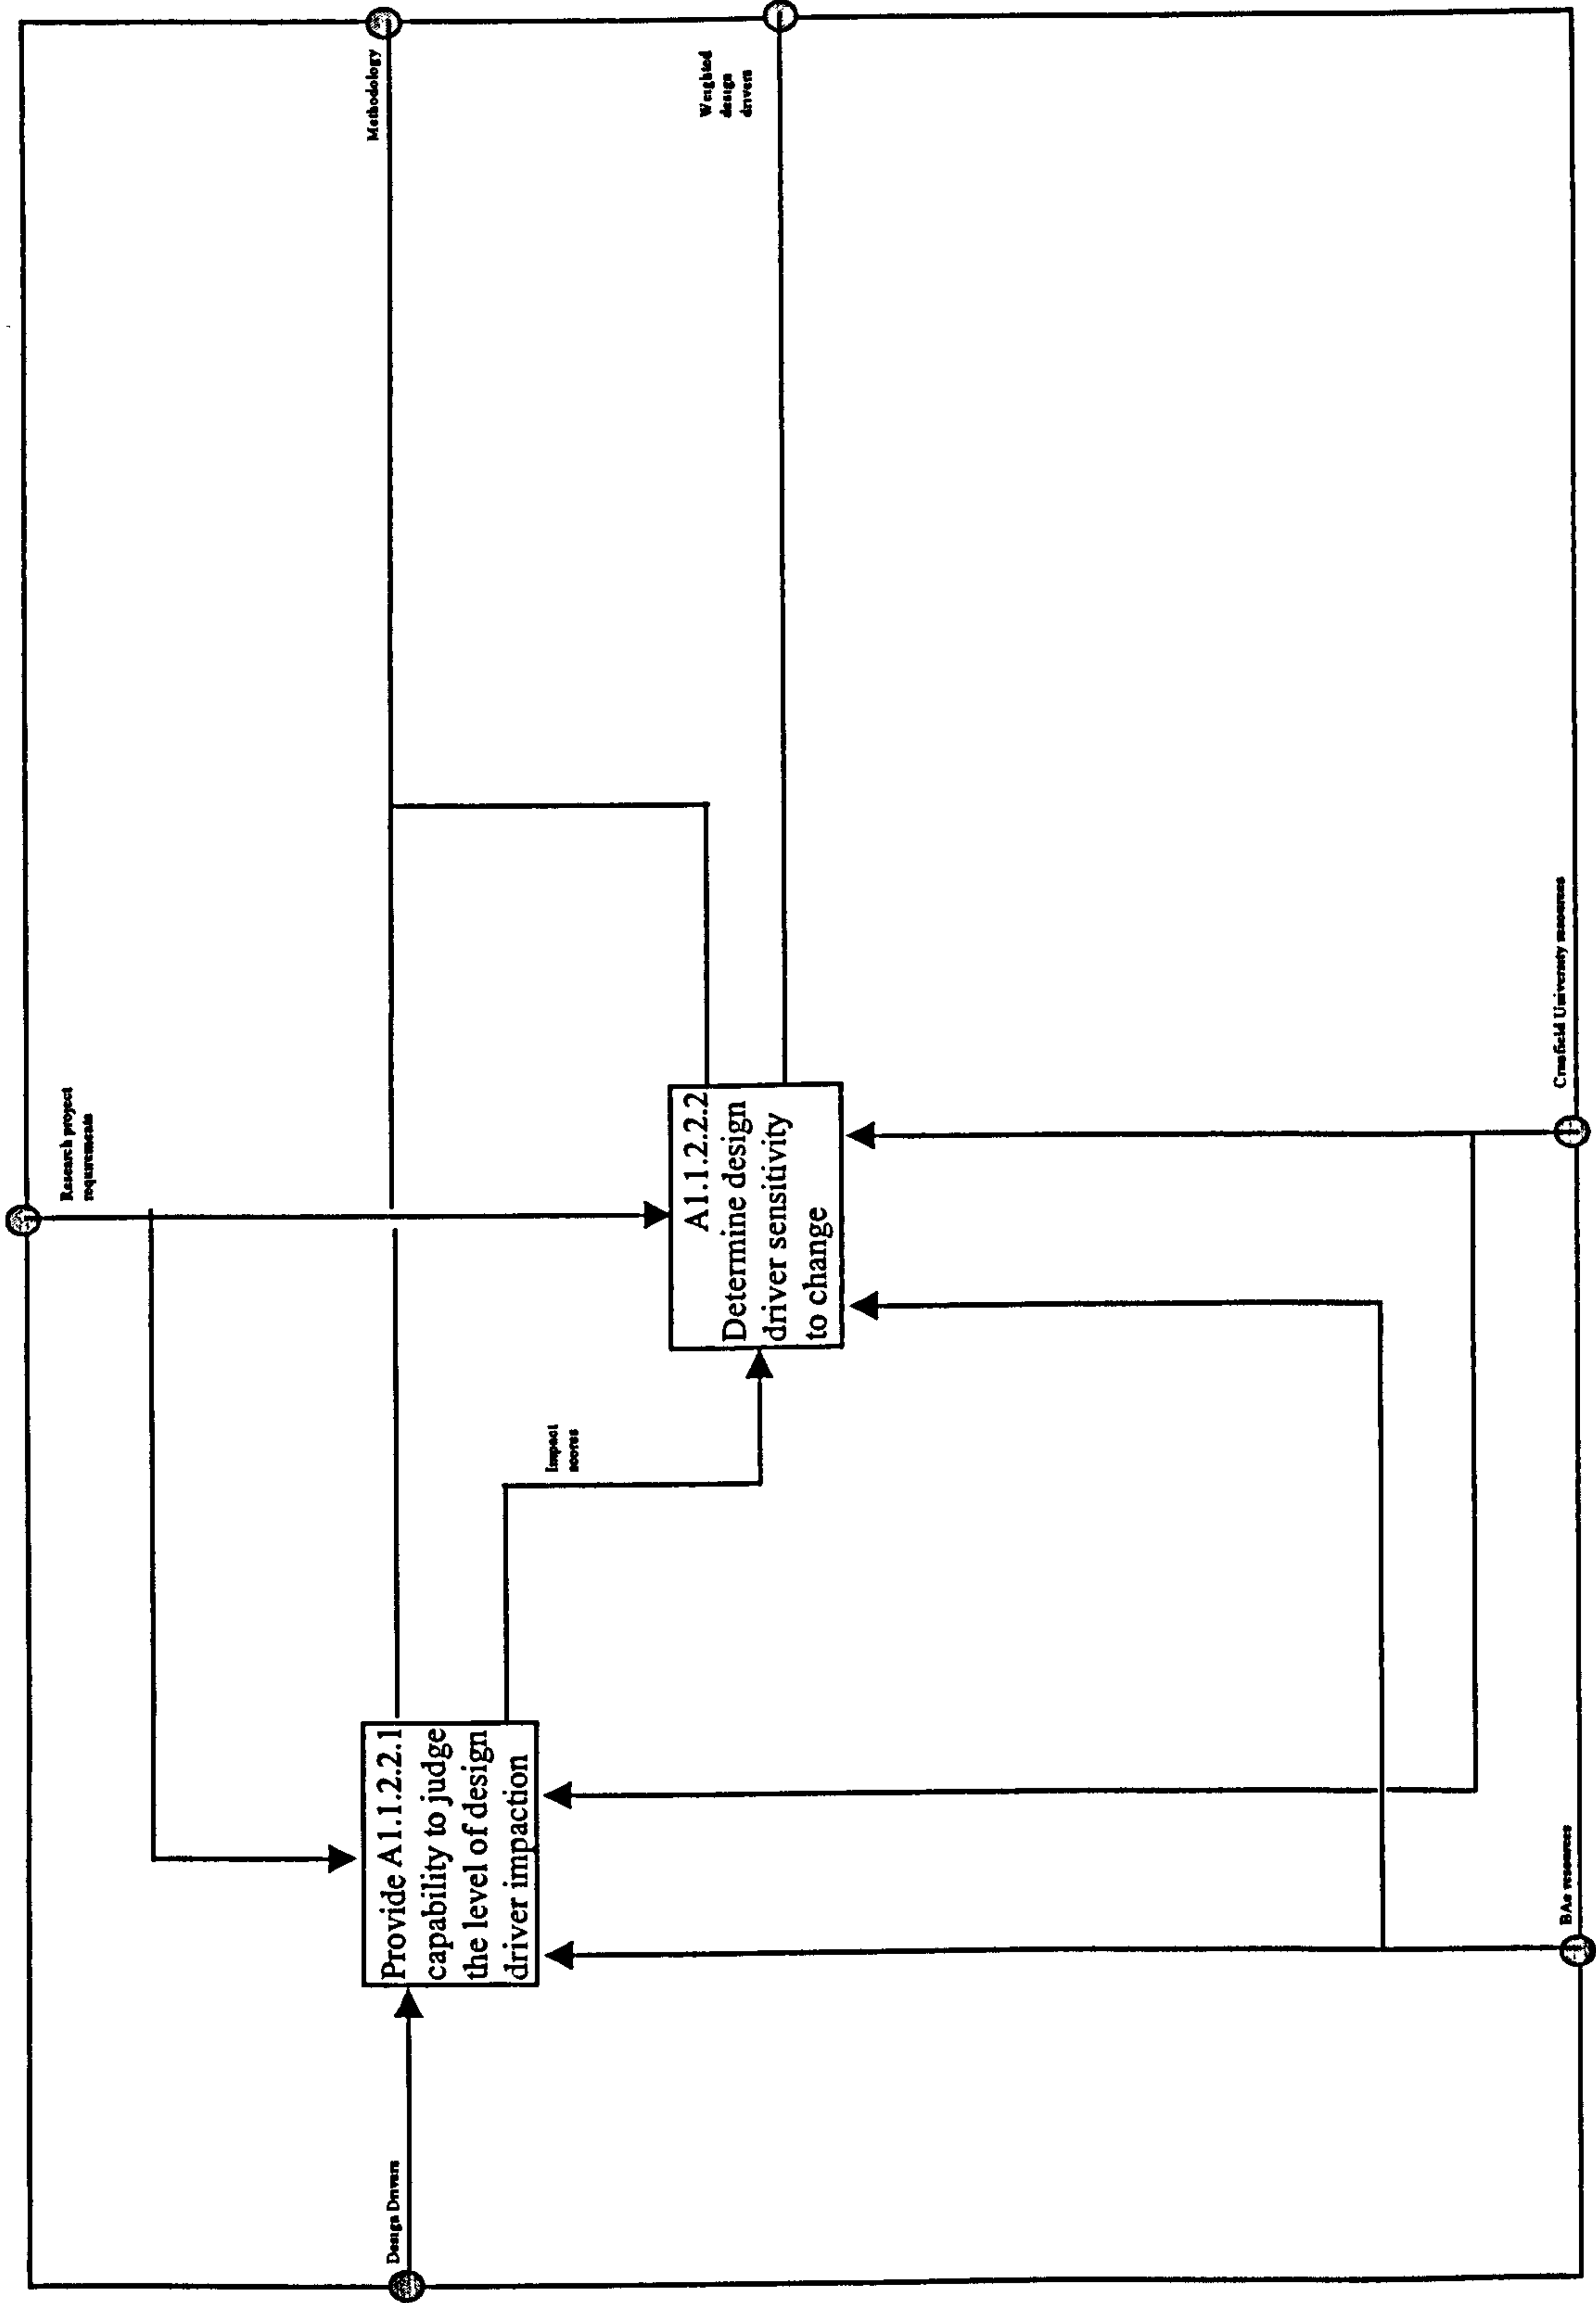 Research project
requirements
Methodology
Design Drivers
Provide A1.1.2.2.1
capability to judge
the level of design
driver impaction
Impact
scores
A1.1.2.2.2
Determine design
driver sensitivity
to change
Weighted
design
drivers
BAe resources
Cranfield University resources